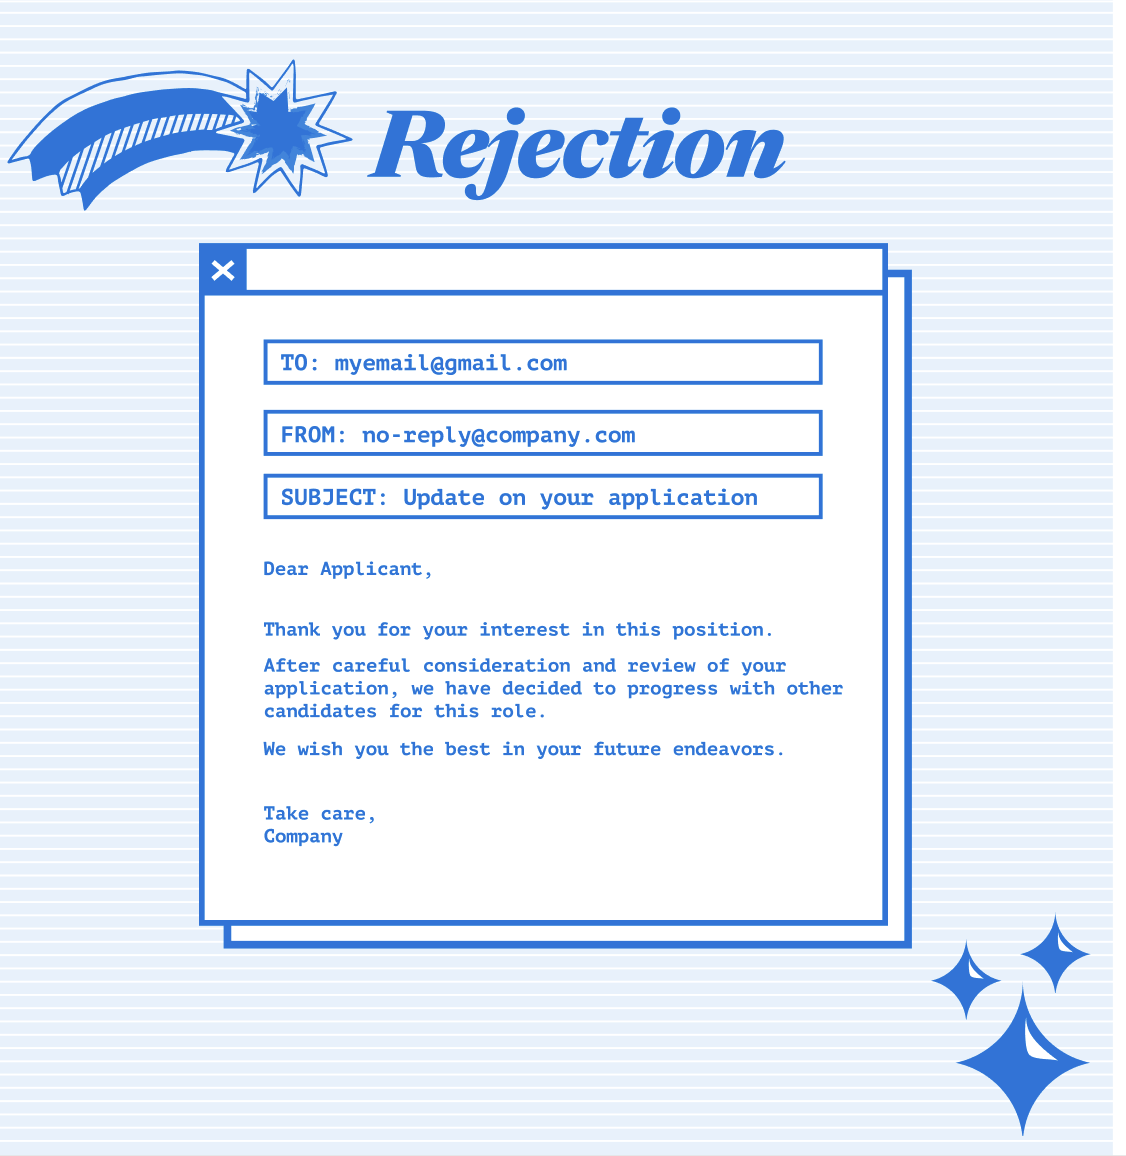 Rejection
TO: myemail@gmail.com
FROM: no-reply@company.com
SUBJECT: Update on your application
Dear Applicant,
Thank you for your interest in this position.
After careful consideration and review of your
application, we have decided to progress with other
candidates for this role.
We wish you the best in your future endeavors.
Take care,
Company